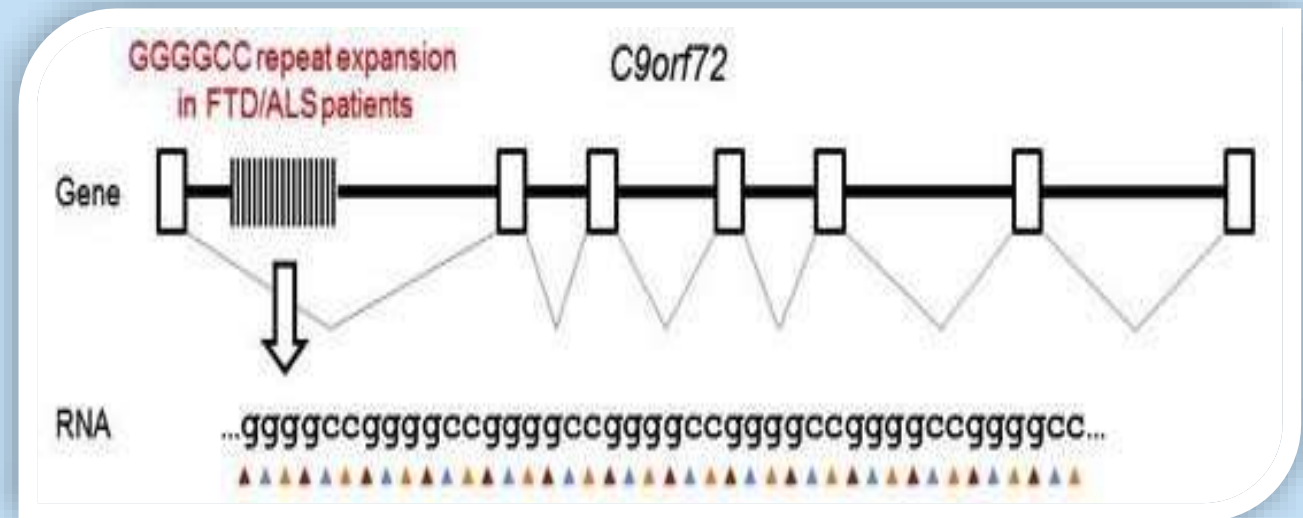 GGGGCC repeat expansion
in FTD/ALS patients
C9orf72
Gene
RNA
...ggggccggggccggggccggggccggggccggggccggggcc...